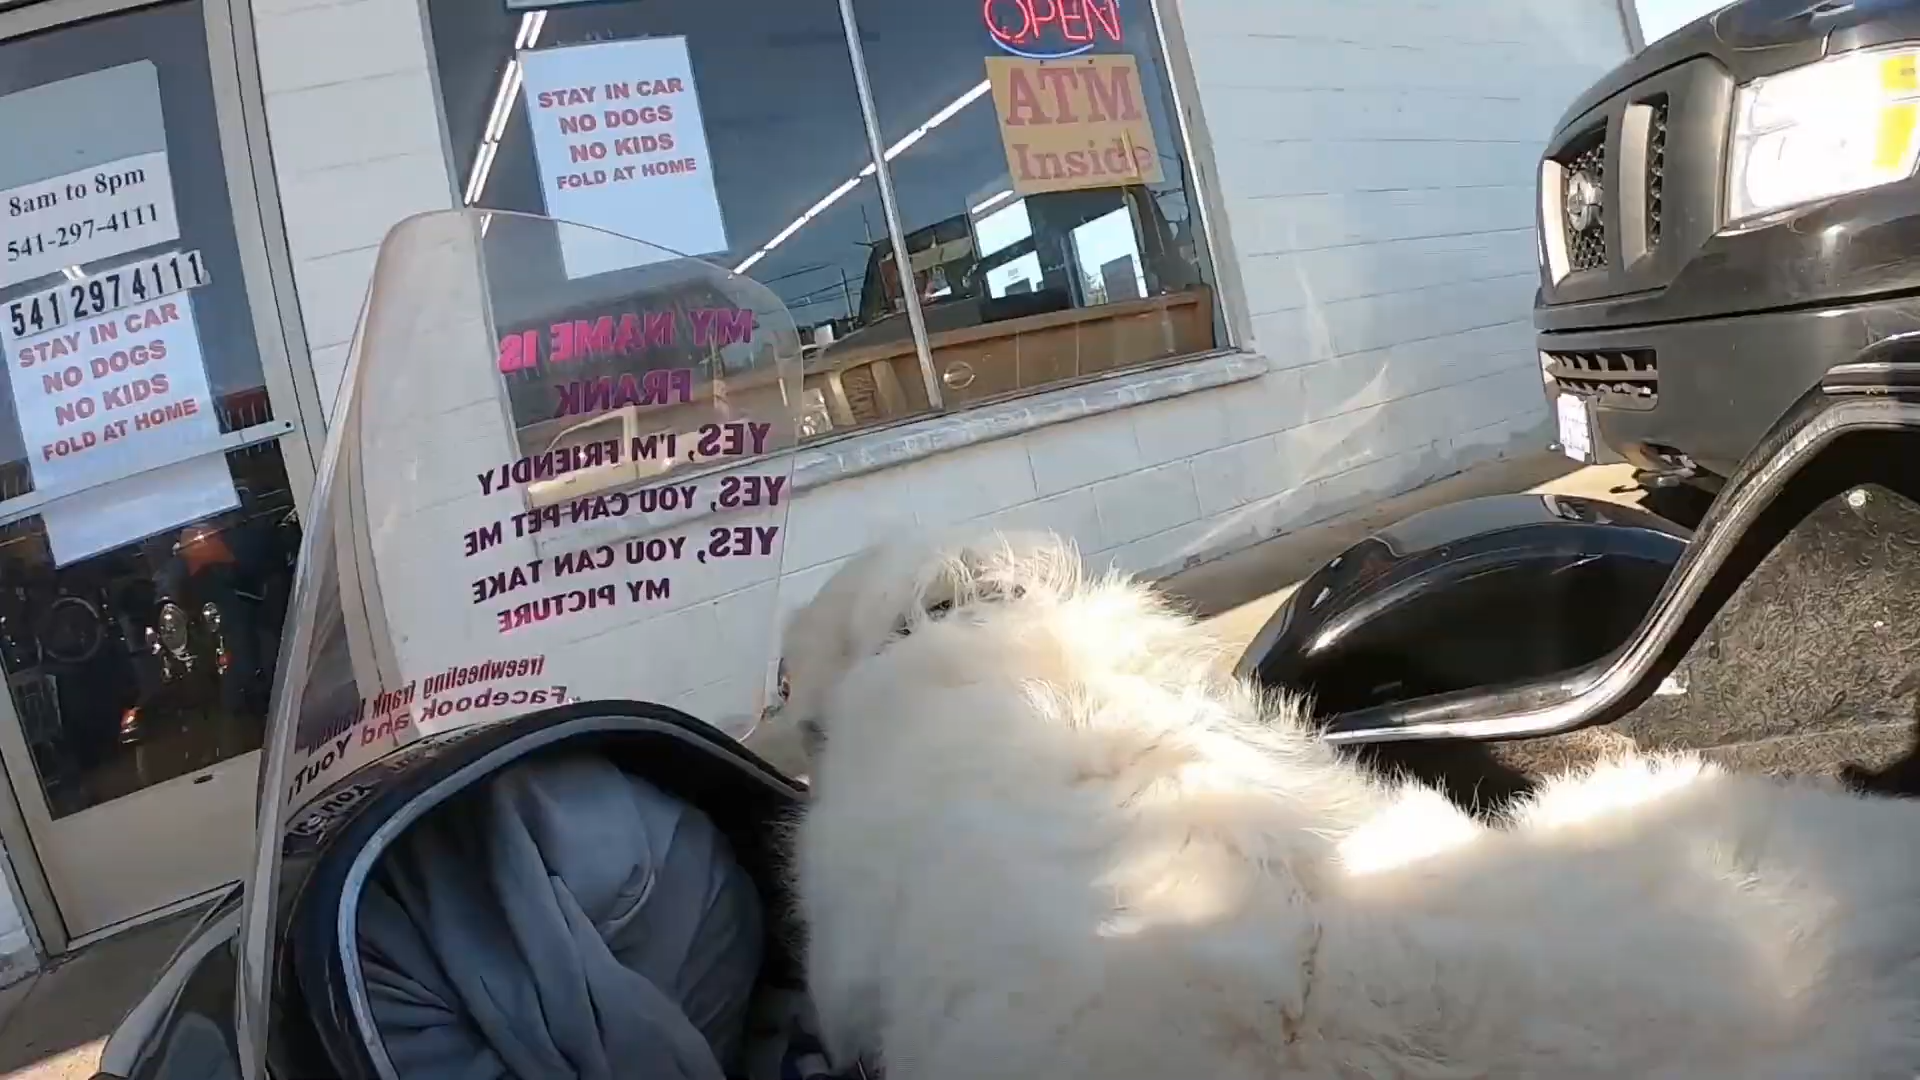 OPEN
ATM
Inside
STAY IN CAR
NO DOGS
NO KIDS
FOLD AT HOME
8am to 8pm
541-297-4111
541 297 4111
STAY IN CAR
NO DOGS
NO KIDS
FOLD AT HOME
MY NAME IS
FRANK
YES, I'M FRIENDLY
YES, YOU CAN PET ME
YES, YOU CAN TAKE
MY PICTURE
freewheeling frank
Facebook and